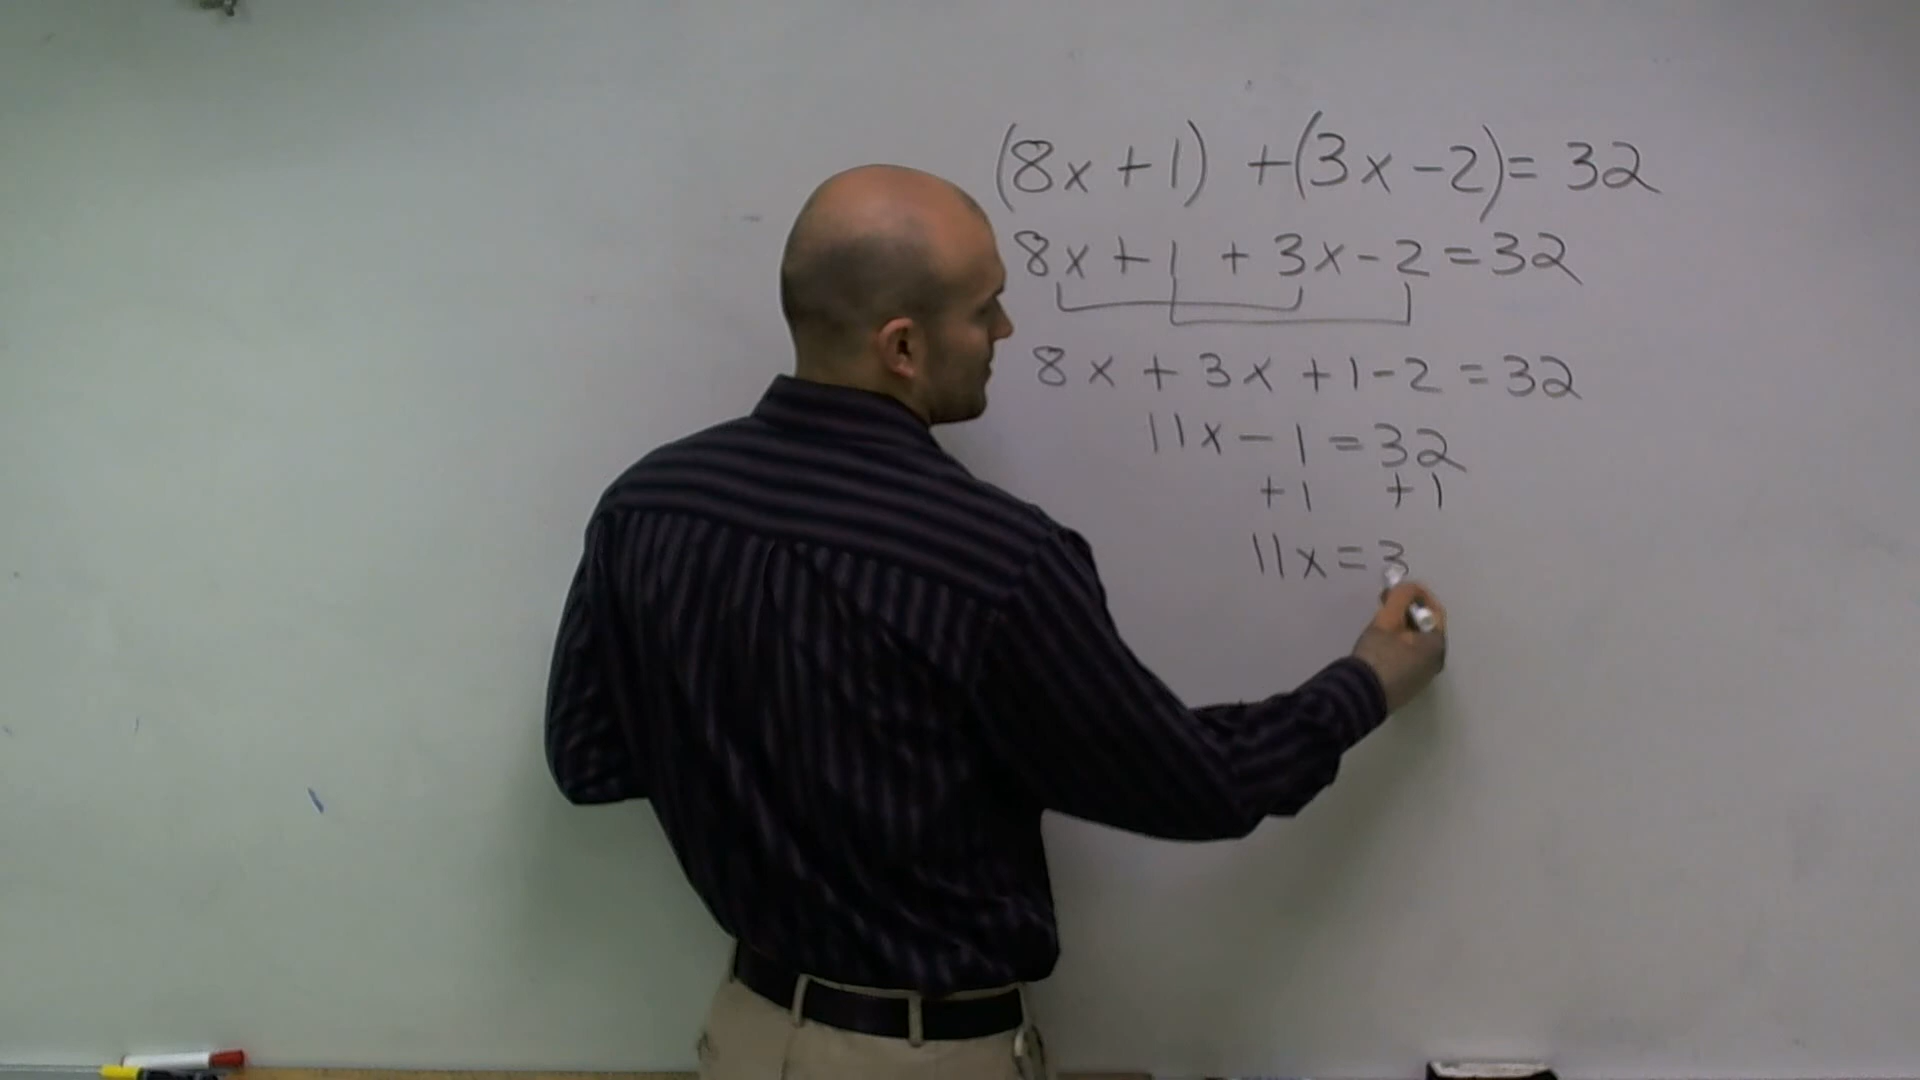 (8x + 1) + (3x - 2) = 32
8x + 1 + 3x - 2 = 32
8x + 3x + 1 - 2 = 32
11x - 1 = 32
+ 1 + 1
11x = 3